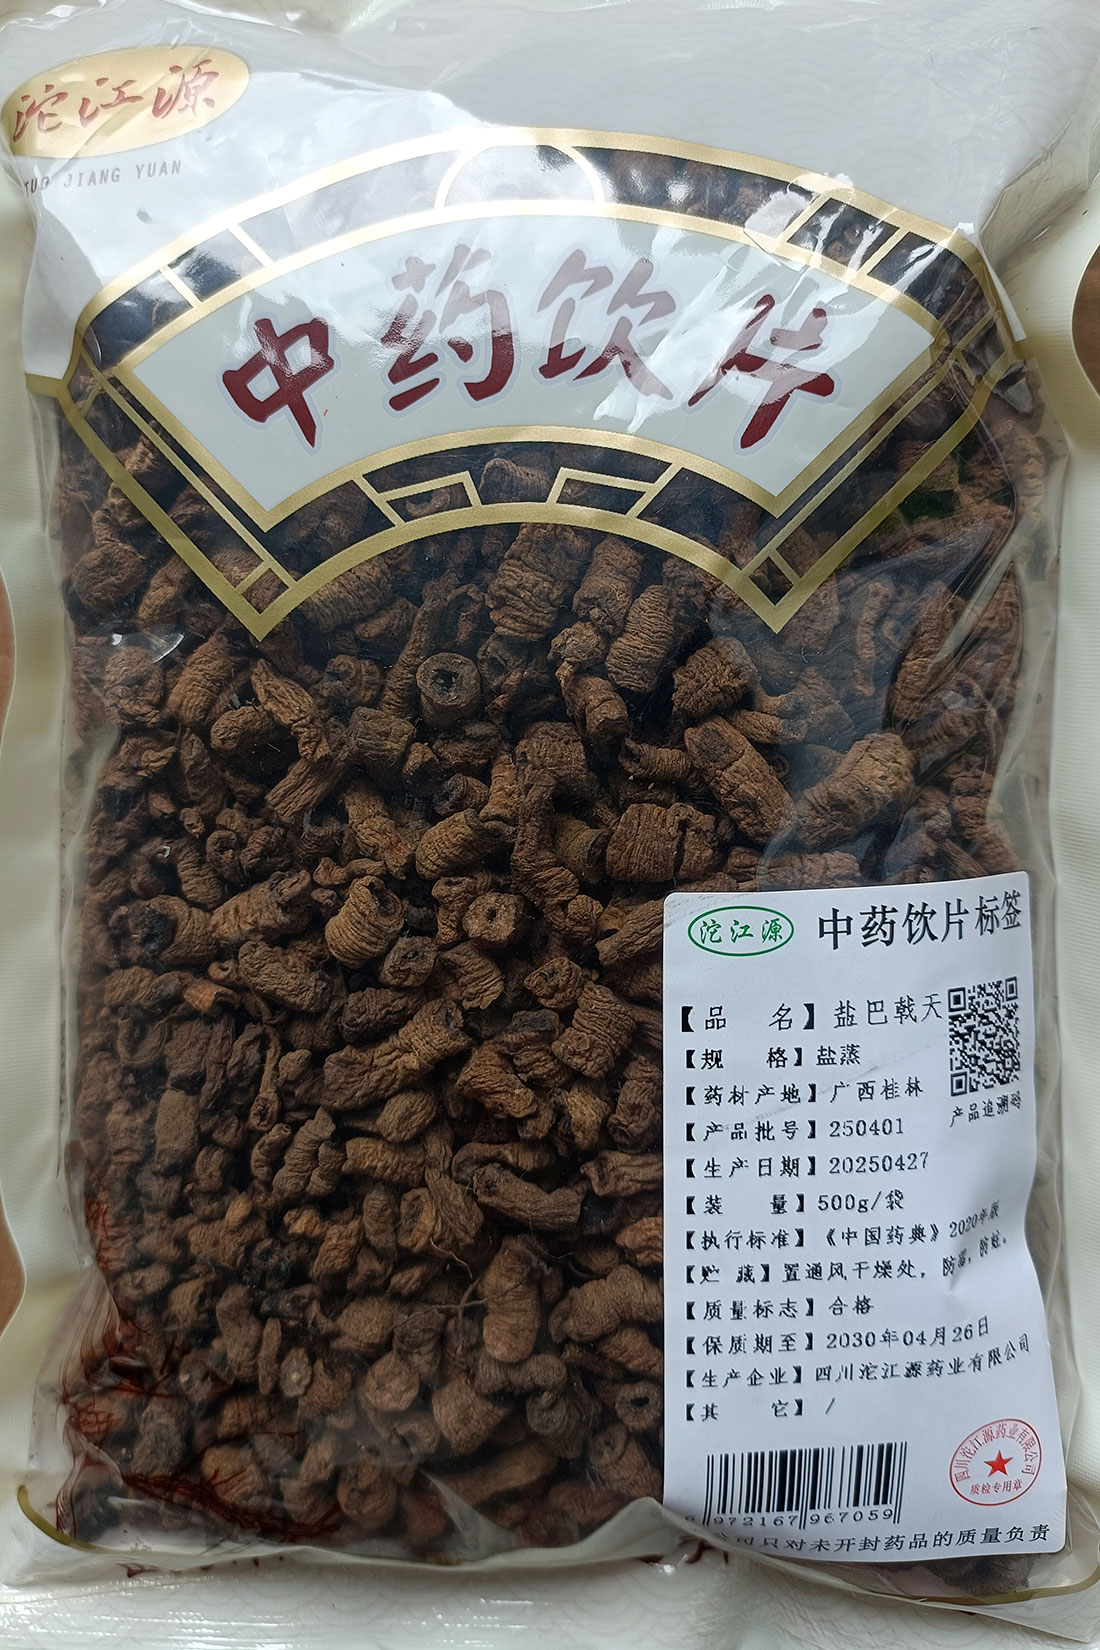 沱江源
TUO JIANG YUAN
中药饮片
沱江源 中药饮片标签
【品 名】盐巴戟天
【规 格】盐蒸
【药材产地】广西桂林
产品追溯码
【产品批号】250401
【生产日期】20250427
【装 量】500g/袋
【执行标准】《中国药典》2020年版
【贮 藏】置通风干燥处,防霉,防蛀。
【质量标志】合格
【保质期至】2030年04月26日
【生产企业】四川沱江源药业有限公司
【其 它】 /
四川沱江源药业有限公司
质检专用章
6972167967059
公司只对未开封药品的质量负责